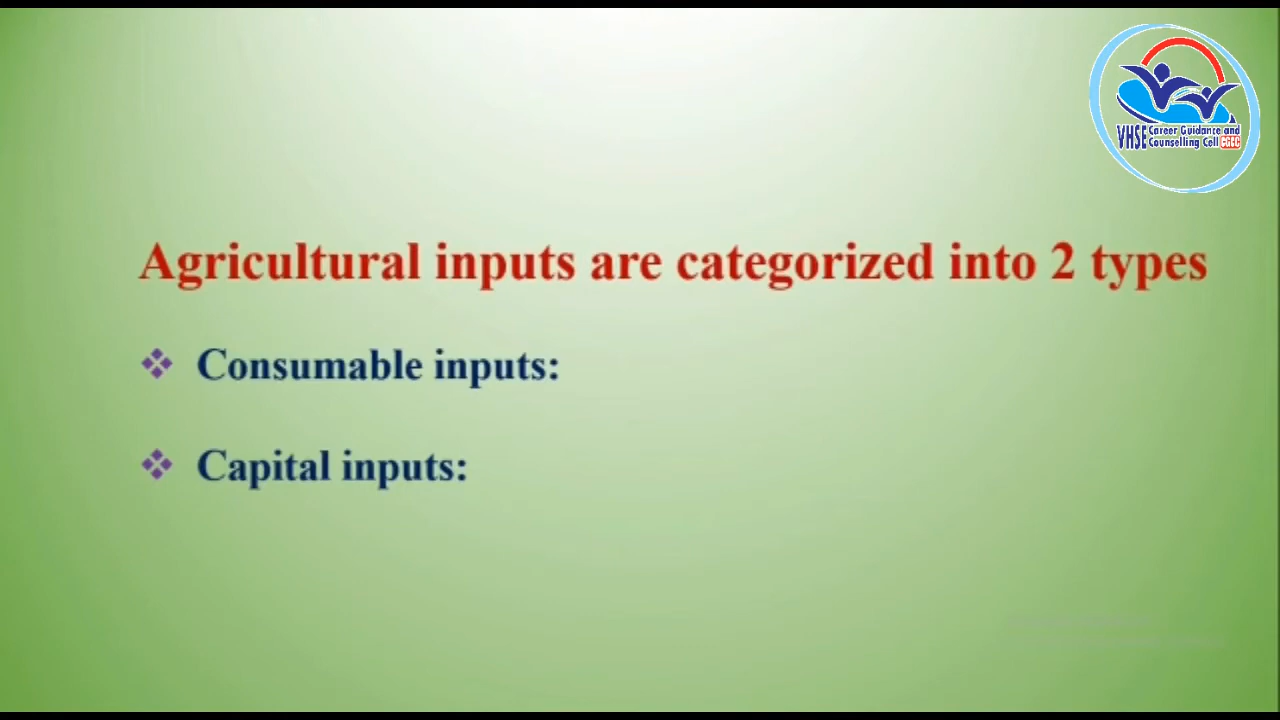 VHSE Career Guidance and
Counselling Cell CGCC
Agricultural inputs are categorized into 2 types
Consumable inputs:
Capital inputs: